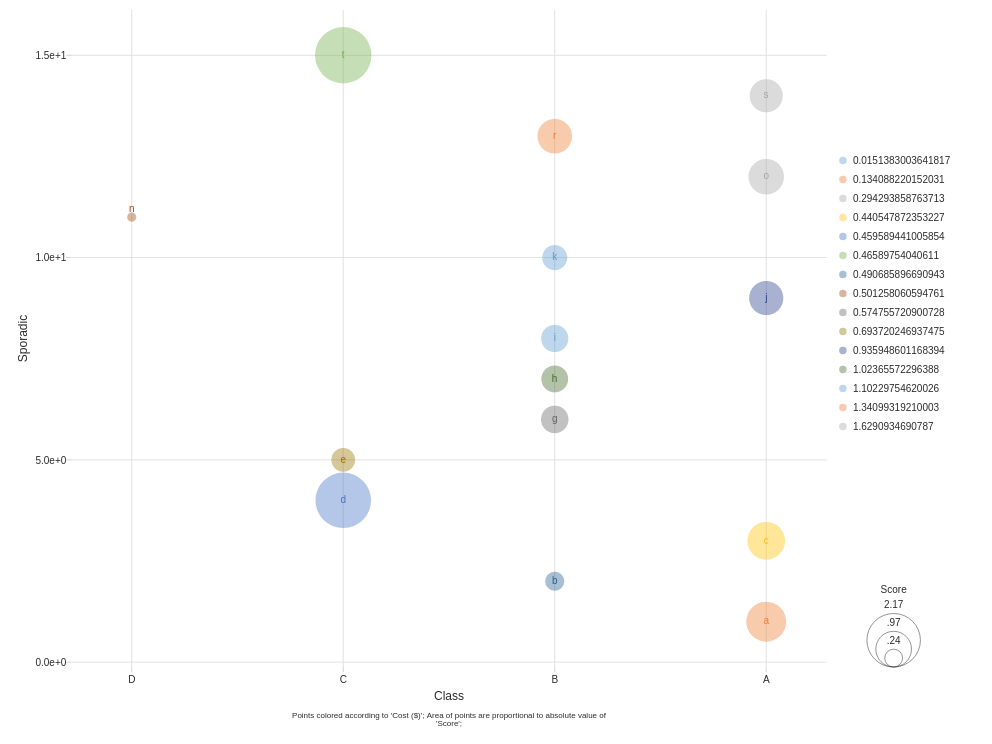 1.5e+1
1.0e+1
5.0e+0
0.0e+0
Sporadic
t
s
r
o
n
k
j
i
h
g
e
d
c
b
a
D
C
B
A
Class
Points colored according to 'Cost ($)'; Area of points are proportional to absolute value of
'Score';
0.0151383003641817
0.134088220152031
0.294293858763713
0.440547872353227
0.459589441005854
0.46589754040611
0.490685896690943
0.501258060594761
0.574755720900728
0.693720246937475
0.935948601168394
1.02365572296388
1.10229754620026
1.34099319210003
1.6290934690787
Score
2.17
.97
.24